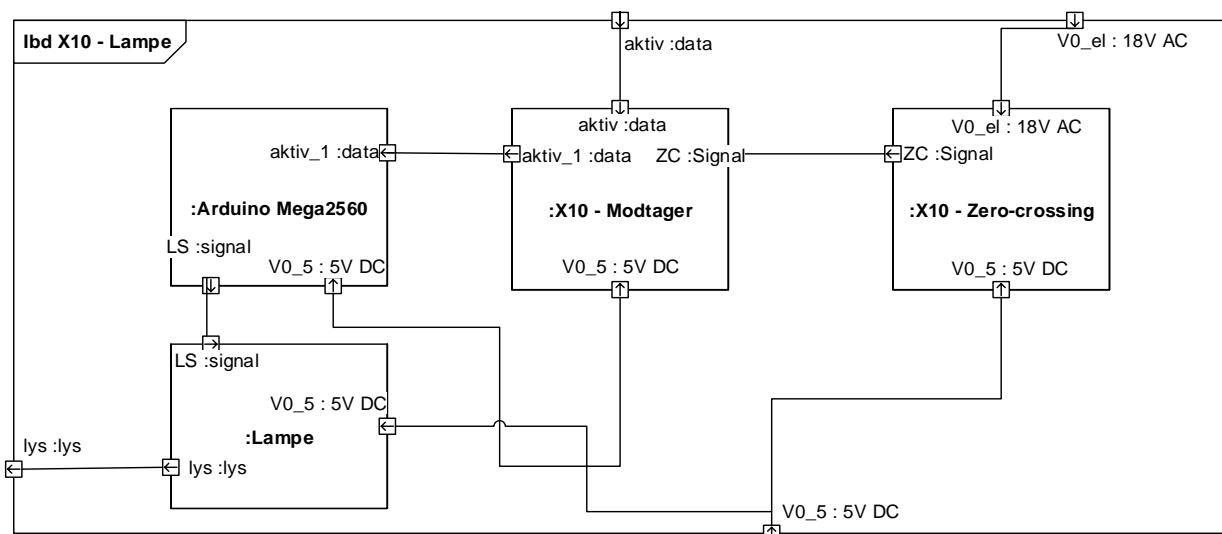 Ibd X10 - Lampe
aktiv :data
V0_el : 18V AC
aktiv :data
V0_el : 18V AC
aktiv_1 :data
aktiv_1 :data
ZC :Signal
ZC :Signal
:Arduino Mega2560
:X10 - Modtager
:X10 - Zero-crossing
LS :signal
V0_5 : 5V DC
V0_5 : 5V DC
V0_5 : 5V DC
LS :signal
V0_5 : 5V DC
:Lampe
lys :lys
lys :lys
V0_5 : 5V DC